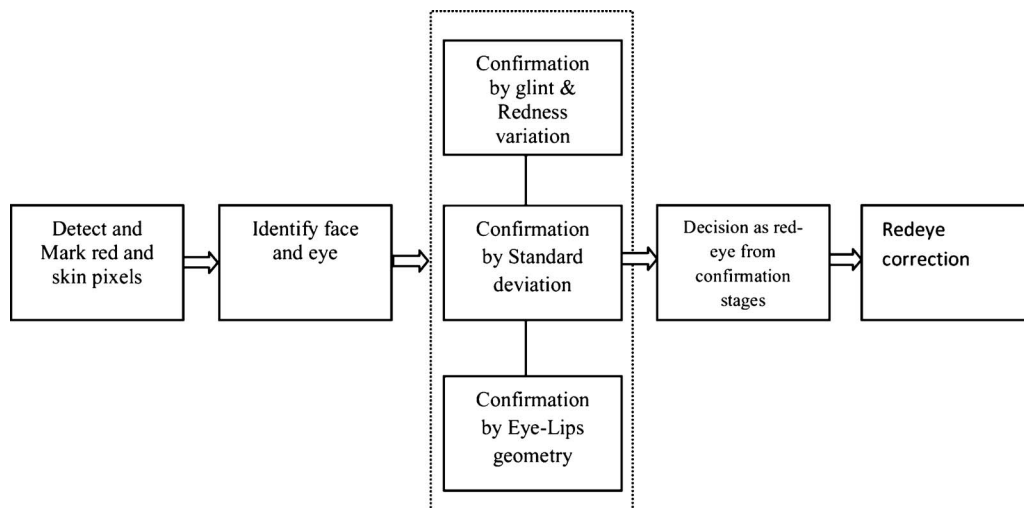 Confirmation
by glint &
Redness
variation
Detect and
Mark red and
skin pixels
Identify face
and eye
Confirmation
by Standard
deviation
Decision as red-
eye from
confirmation
stages
Redeye
correction
Confirmation
by Eye-Lips
geometry